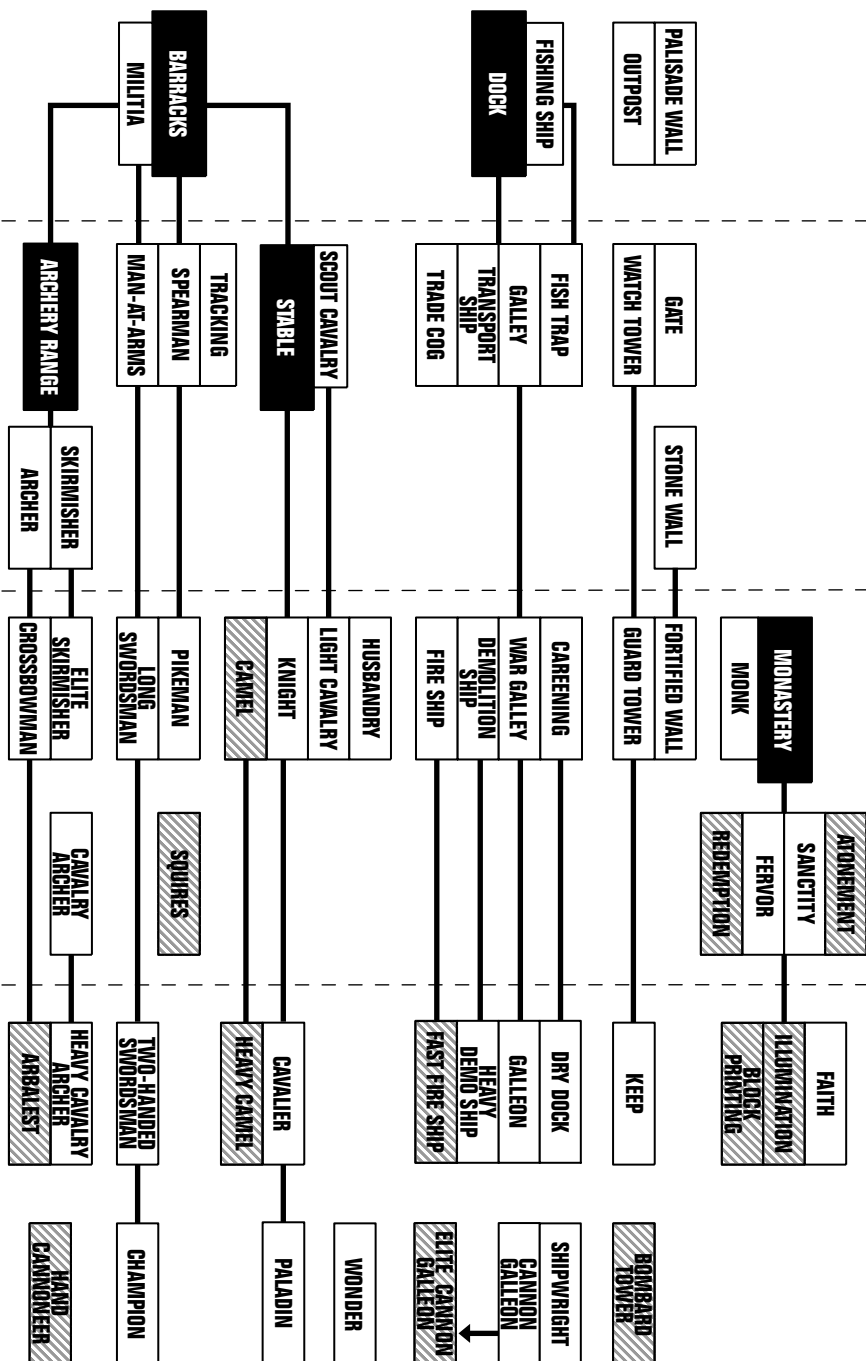 PALISADE WALL
OUTPOST
FISHING SHIP
DOCK
BARRACKS
MILITIA
GATE
WATCH TOWER
FISH TRAP
GALLEY
TRANSPORT
SHIP
TRADE COG
SCOUT CAVALRY
STABLE
TRACKING
SPEARMAN
MAN-AT-ARMS
ARCHERY RANGE
STONE WALL
SKIRMISHER
ARCHER
MONASTERY
MONK
FORTIFIED WALL
GUARD TOWER
CAREENING
WAR GALLEY
DEMOLITION
SHIP
FIRE SHIP
HUSBANDRY
LIGHT CAVALRY
KNIGHT
CAMEL
PIKEMAN
LONG
SWORDSMAN
ELITE
SKIRMISHER
CROSSBOWMAN
ATONEMENT
SANCTITY
FERVOR
REDEMPTION
SQUIRES
CAVALRY
ARCHER
FAITH
ILLUMINATION
BLOCK
PRINTING
KEEP
DRY DOCK
GALLEON
HEAVY
DEMO SHIP
FAST FIRE SHIP
CAVALIER
HEAVY CAMEL
TWO-HANDED
SWORDSMAN
HEAVY CAVALRY
ARCHER
ARBALEST
BOMBARD
TOWER
SHIPWRIGHT
CANNON
GALLEON
ELITE CANNON
GALLEON
WONDER
PALADIN
CHAMPION
HAND
CANNONEER